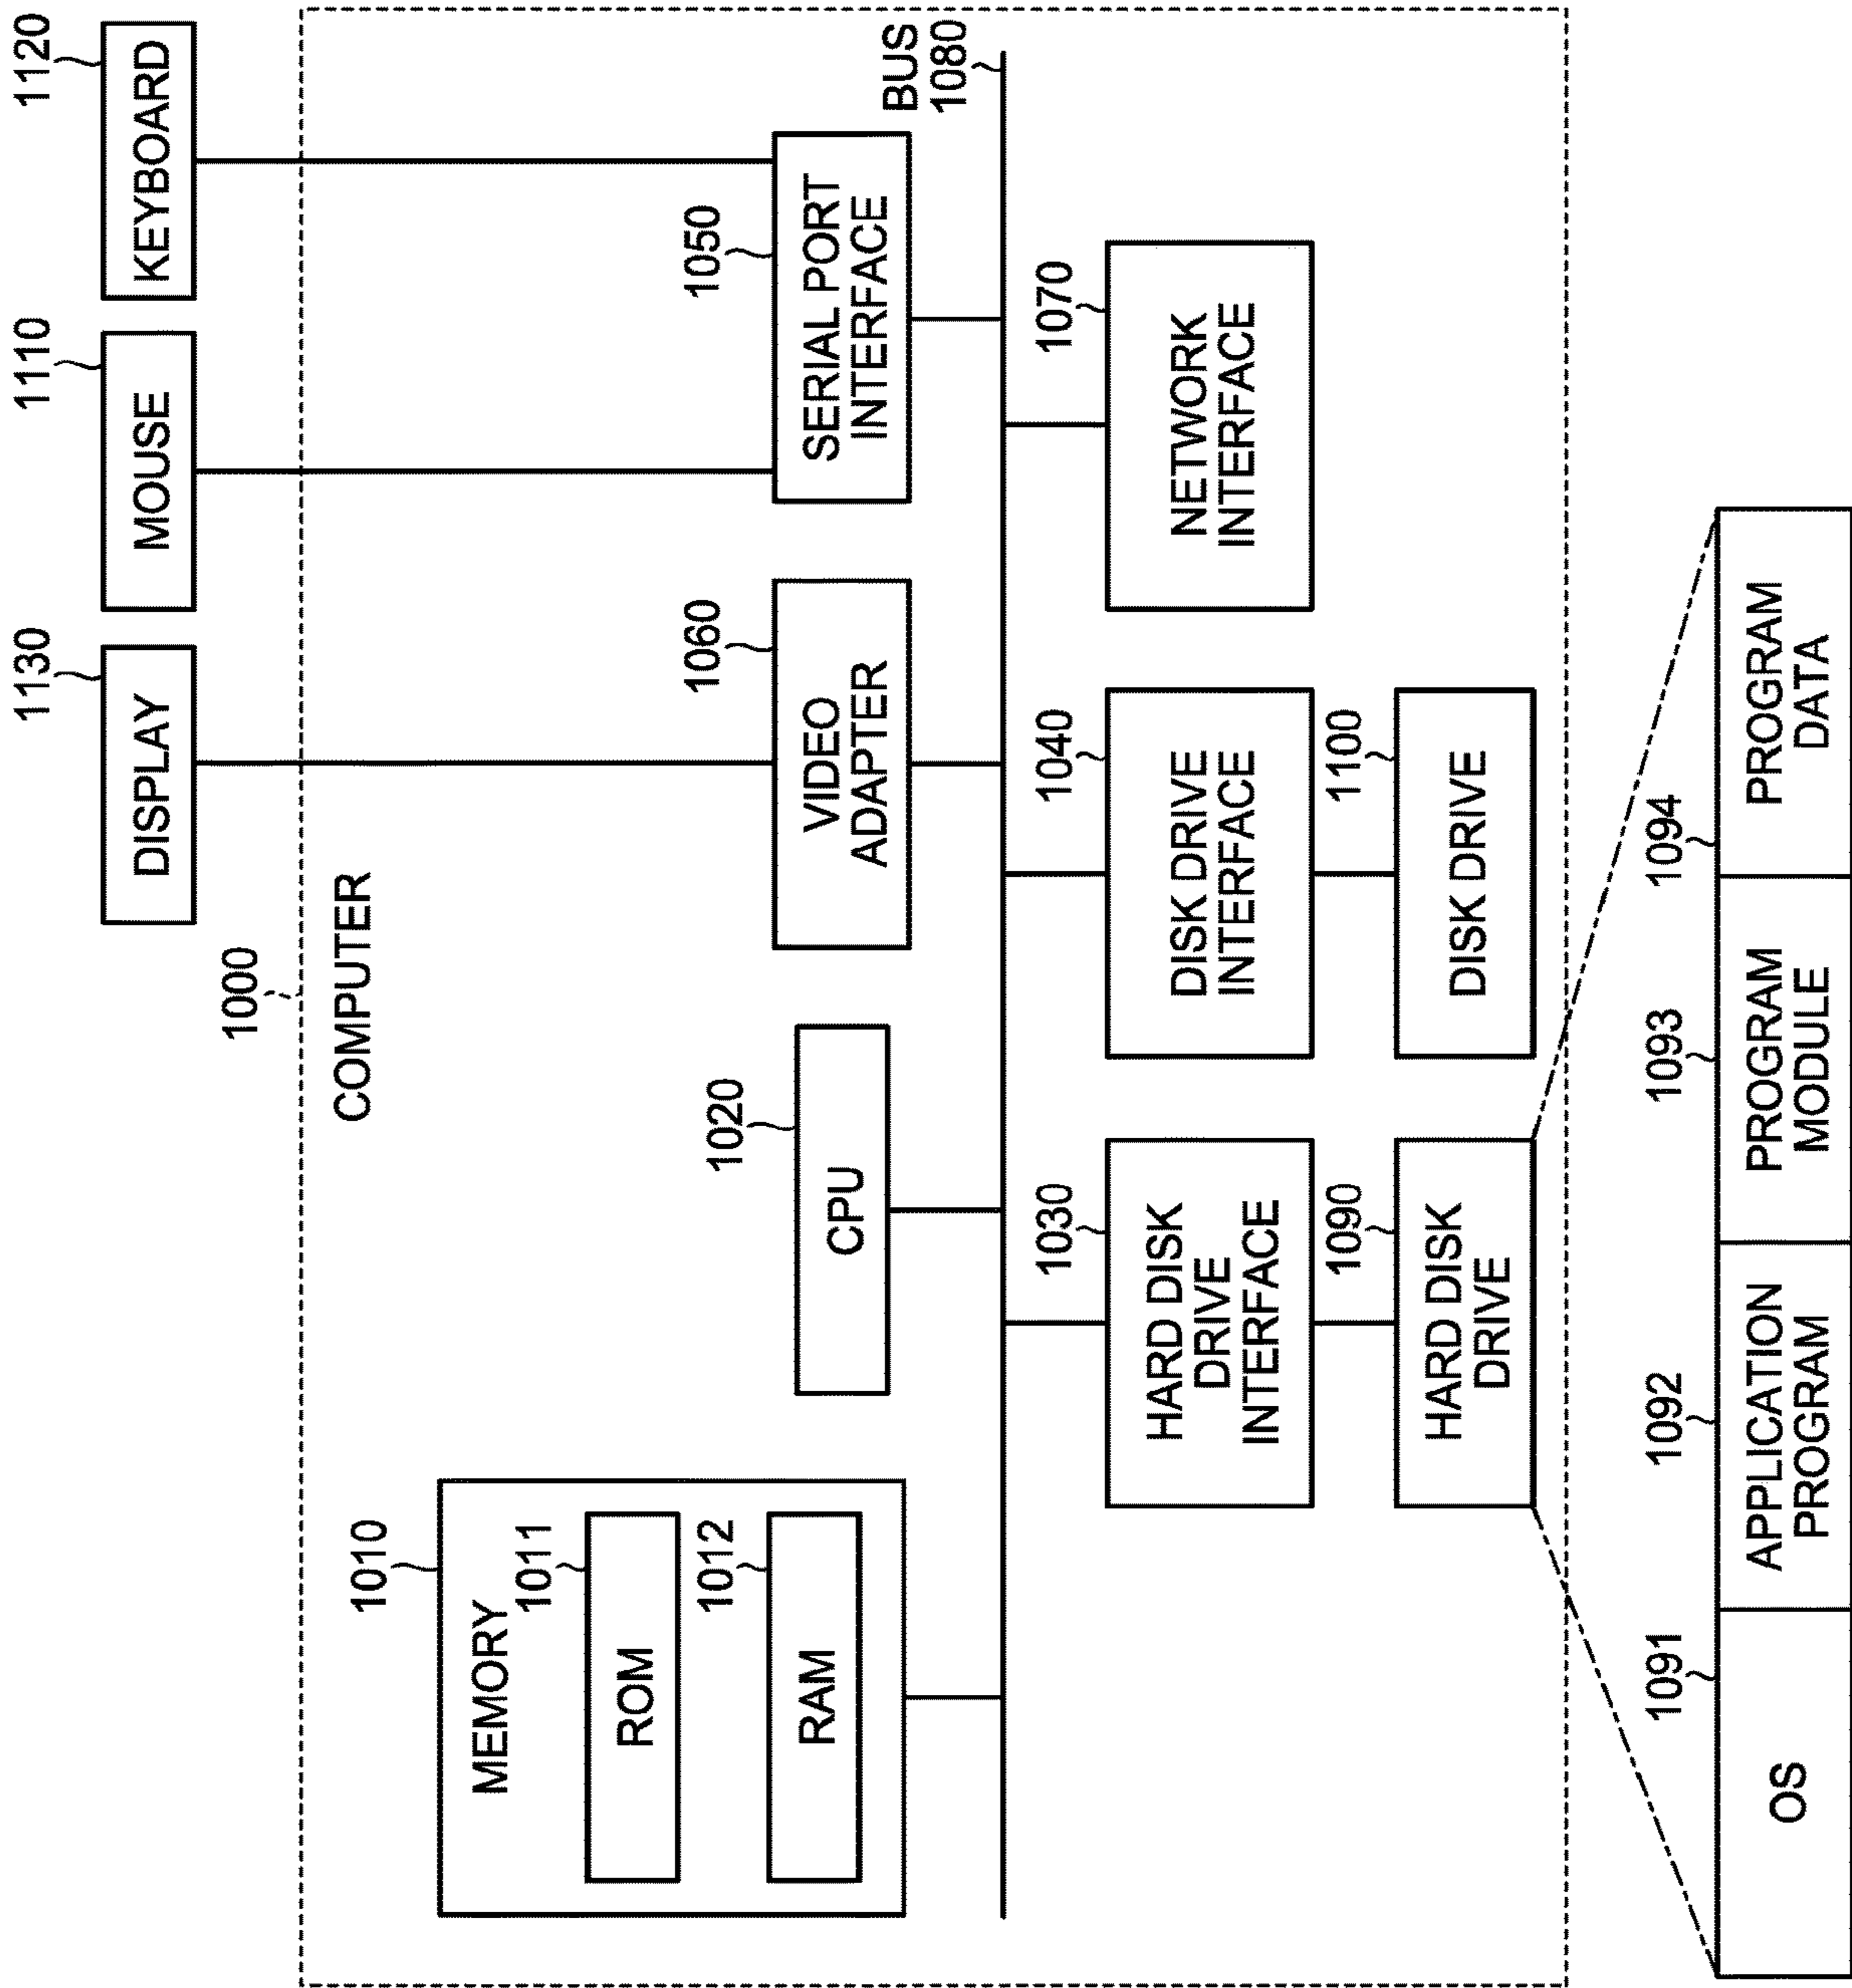 1000
COMPUTER
1130
DISPLAY
1110
MOUSE
1120
KEYBOARD
1010
MEMORY
1011
ROM
1012
RAM
1020
CPU
1060
VIDEO
ADAPTER
1050
SERIAL PORT
INTERFACE
BUS
1080
1030
HARD DISK
DRIVE
INTERFACE
1040
DISK DRIVE
INTERFACE
1070
NETWORK
INTERFACE
1090
HARD DISK
DRIVE
1100
DISK DRIVE
1091
OS
1092
APPLICATION
PROGRAM
1093
PROGRAM
MODULE
1094
PROGRAM
DATA